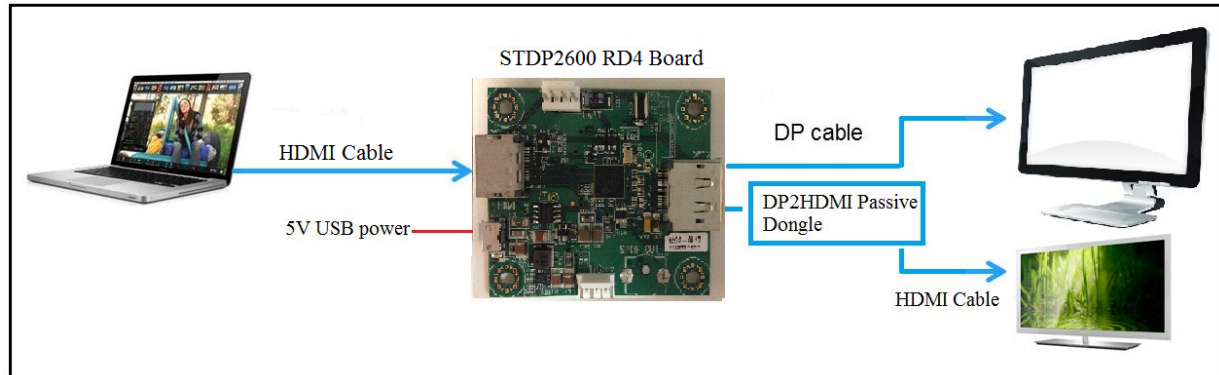 STDP2600 RD4 Board
HDMI Cable
DP cable
5V USB power
DP2HDMI Passive
Dongle
HDMI Cable